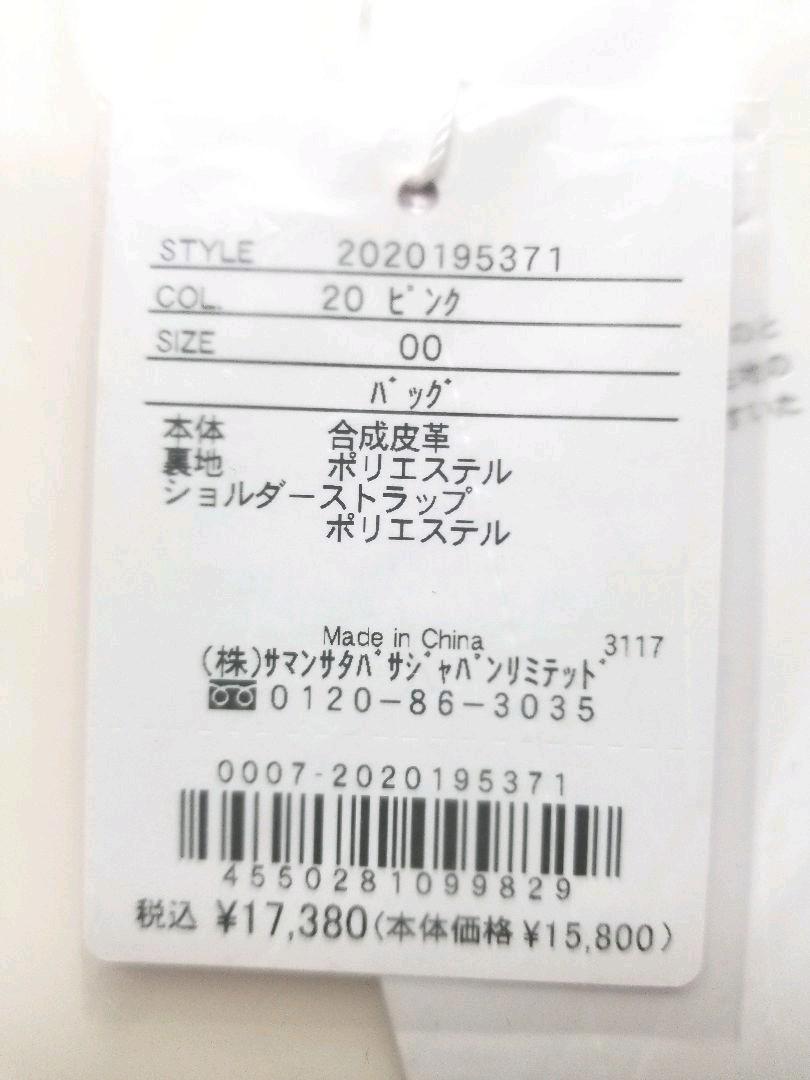 STYLE 2020195371
COL. 20 ﾋﾟﾝｸ
SIZE 00
ﾊﾞｯｸﾞ
本体 合成皮革
裏地 ポリエステル
ショルダーストラップ
ポリエステル
Made in China 3117
(株)ｻﾏﾝｻﾀﾊﾞｻｼﾞｬﾊﾟﾝﾘﾐﾃｯﾄﾞ
0120-86-3035
0007-2020195371
4550281099829
税込 ¥17,380(本体価格 ¥15,800)